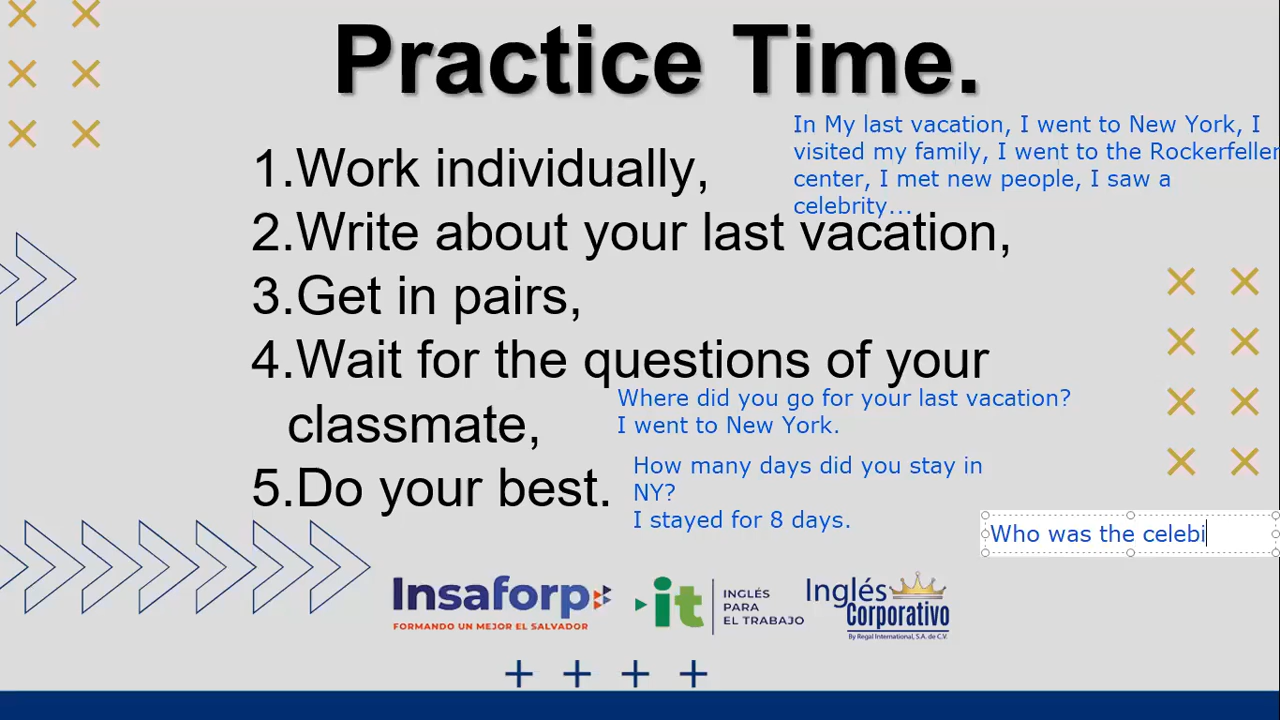 Practice Time.
In My last vacation, I went to New York, I
visited my family, I went to the Rockerfeller
center, I met new people, I saw a
celebrity...
1.Work individually,
2.Write about your last vacation,
3.Get in pairs,
4.Wait for the questions of your
classmate,
Where did you go for your last vacation?
I went to New York.
5.Do your best.
How many days did you stay in
NY?
I stayed for 8 days.
Who was the celebi
Insaforp
FORMANDO UN MEJOR EL SALVADOR
it
INGLÉS
PARA
EL TRABAJO
Inglés
Corporativo
By Regal International, S.A. de C.V.